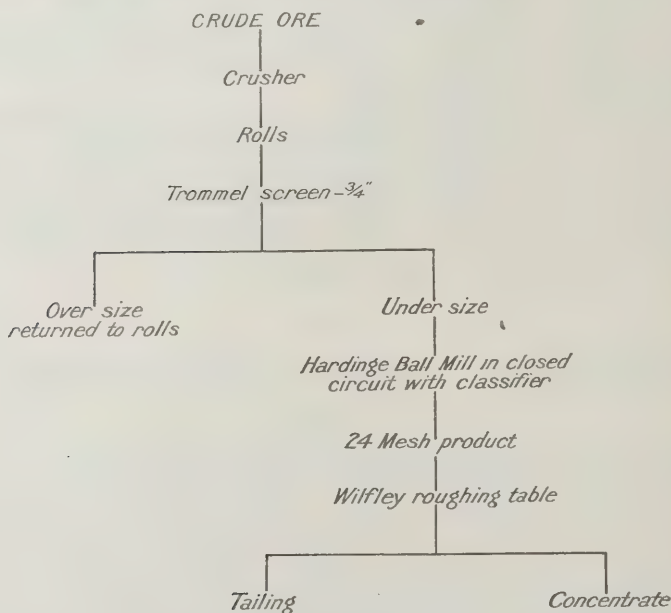 CRUDE ORE
Crusher
Rolls
Trommel screen - 3/4"
Over size
returned to rolls
Under size
Hardinge Ball Mill in closed
circuit with classifier
24 Mesh product
Wilfley roughing table
Tailing
Concentrate